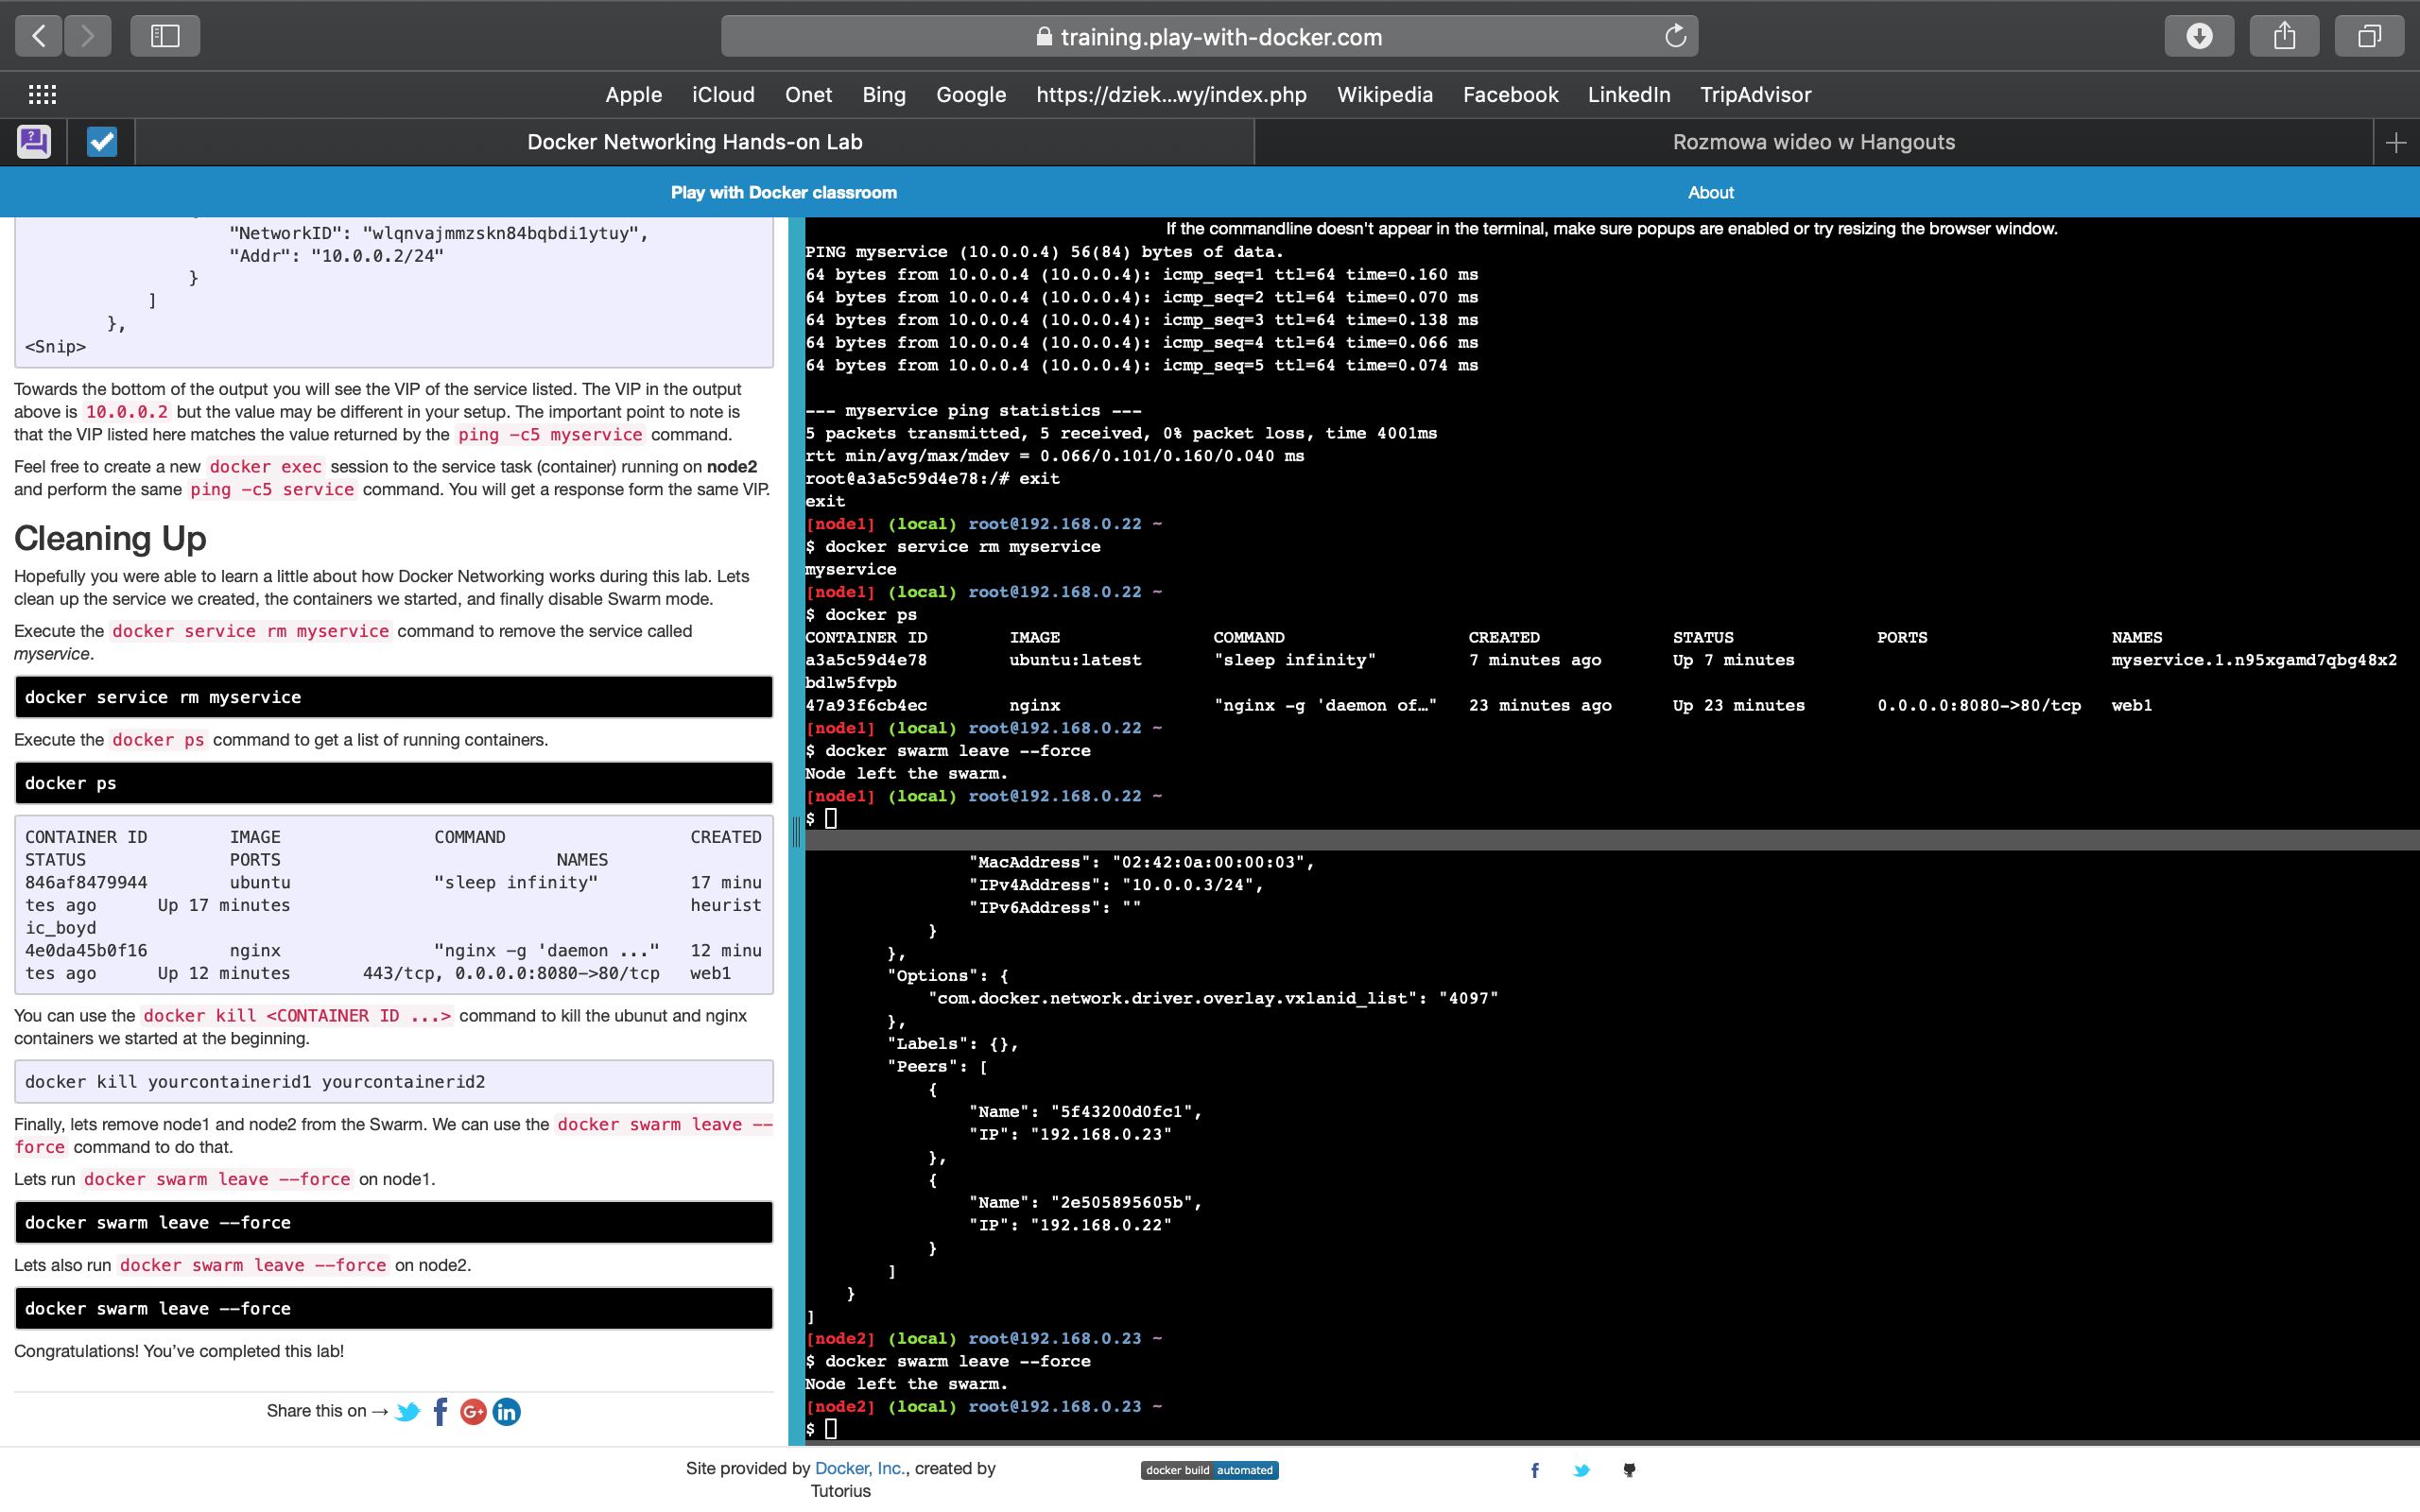 training.play-with-docker.com
Apple iCloud Onet Bing Google https://dziek...wy/index.php Wikipedia Facebook LinkedIn TripAdvisor
Docker Networking Hands-on Lab
Rozmowa wideo w Hangouts
Play with Docker classroom
About
"NetworkID": "wlqnvajmmzskn84bqbdi1ytuy",
"Addr": "10.0.0.2/24"
}
]
},
<Snip>
Towards the bottom of the output you will see the VIP of the service listed. The VIP in the output
above is 10.0.0.2 but the value may be different in your setup. The important point to note is
that the VIP listed here matches the value returned by the ping -c5 myservice command.
Feel free to create a new docker exec session to the service task (container) running on node2
and perform the same ping -c5 service command. You will get a response form the same VIP.
Cleaning Up
Hopefully you were able to learn a little about how Docker Networking works during this lab. Lets
clean up the service we created, the containers we started, and finally disable Swarm mode.
Execute the docker service rm myservice command to remove the service called
myservice.
docker service rm myservice
Execute the docker ps command to get a list of running containers.
docker ps
CONTAINER ID IMAGE COMMAND CREATED
STATUS PORTS NAMES
846af8479944 ubuntu "sleep infinity" 17 minu
tes ago Up 17 minutes heurist
ic_boyd
4e0da45b0f16 nginx "nginx -g 'daemon ..." 12 minu
tes ago Up 12 minutes 443/tcp, 0.0.0.0:8080->80/tcp web1
You can use the docker kill <CONTAINER ID ...> command to kill the ubunut and nginx
containers we started at the beginning.
docker kill yourcontainerid1 yourcontainerid2
Finally, lets remove node1 and node2 from the Swarm. We can use the docker swarm leave --
force command to do that.
Lets run docker swarm leave --force on node1.
docker swarm leave --force
Lets also run docker swarm leave --force on node2.
docker swarm leave --force
Congratulations! You've completed this lab!
Share this on →
If the commandline doesn't appear in the terminal, make sure popups are enabled or try resizing the browser window.
PING myservice (10.0.0.4) 56(84) bytes of data.
64 bytes from 10.0.0.4 (10.0.0.4): icmp_seq=1 ttl=64 time=0.160 ms
64 bytes from 10.0.0.4 (10.0.0.4): icmp_seq=2 ttl=64 time=0.070 ms
64 bytes from 10.0.0.4 (10.0.0.4): icmp_seq=3 ttl=64 time=0.138 ms
64 bytes from 10.0.0.4 (10.0.0.4): icmp_seq=4 ttl=64 time=0.066 ms
64 bytes from 10.0.0.4 (10.0.0.4): icmp_seq=5 ttl=64 time=0.074 ms
--- myservice ping statistics ---
5 packets transmitted, 5 received, 0% packet loss, time 4001ms
rtt min/avg/max/mdev = 0.066/0.101/0.160/0.040 ms
root@a3a5c59d4e78:/# exit
exit
[node1] (local) root@192.168.0.22 ~
$ docker service rm myservice
myservice
[node1] (local) root@192.168.0.22 ~
$ docker ps
CONTAINER ID IMAGE COMMAND CREATED STATUS PORTS NAMES
a3a5c59d4e78 ubuntu:latest "sleep infinity" 7 minutes ago Up 7 minutes myservice.1.n95xgamd7qbg48x2
bdlw5fvpb
47a93f6cb4ec nginx "nginx -g 'daemon of…" 23 minutes ago Up 23 minutes 0.0.0.0:8080->80/tcp web1
[node1] (local) root@192.168.0.22 ~
$ docker swarm leave --force
Node left the swarm.
[node1] (local) root@192.168.0.22 ~
$
"MacAddress": "02:42:0a:00:00:03",
"IPv4Address": "10.0.0.3/24",
"IPv6Address": ""
}
},
"Options": {
"com.docker.network.driver.overlay.vxlanid_list": "4097"
},
"Labels": {},
"Peers": [
{
"Name": "5f43200d0fc1",
"IP": "192.168.0.23"
},
{
"Name": "2e505895605b",
"IP": "192.168.0.22"
}
]
}
]
[node2] (local) root@192.168.0.23 ~
$ docker swarm leave --force
Node left the swarm.
[node2] (local) root@192.168.0.23 ~
$
Site provided by Docker, Inc., created by
Tutorius
docker build automated